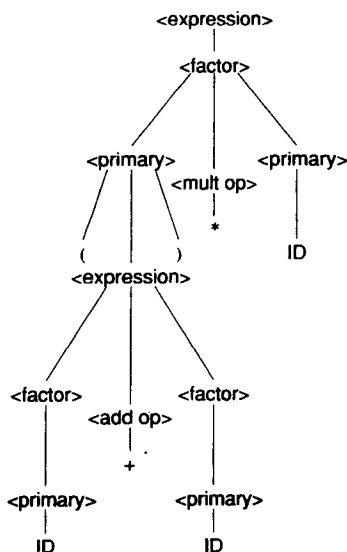 <expression>
<factor>
<primary> <mult op> <primary>
* ID
( )
<expression>
<factor> <add op> <factor>
+
<primary> <primary>
ID ID